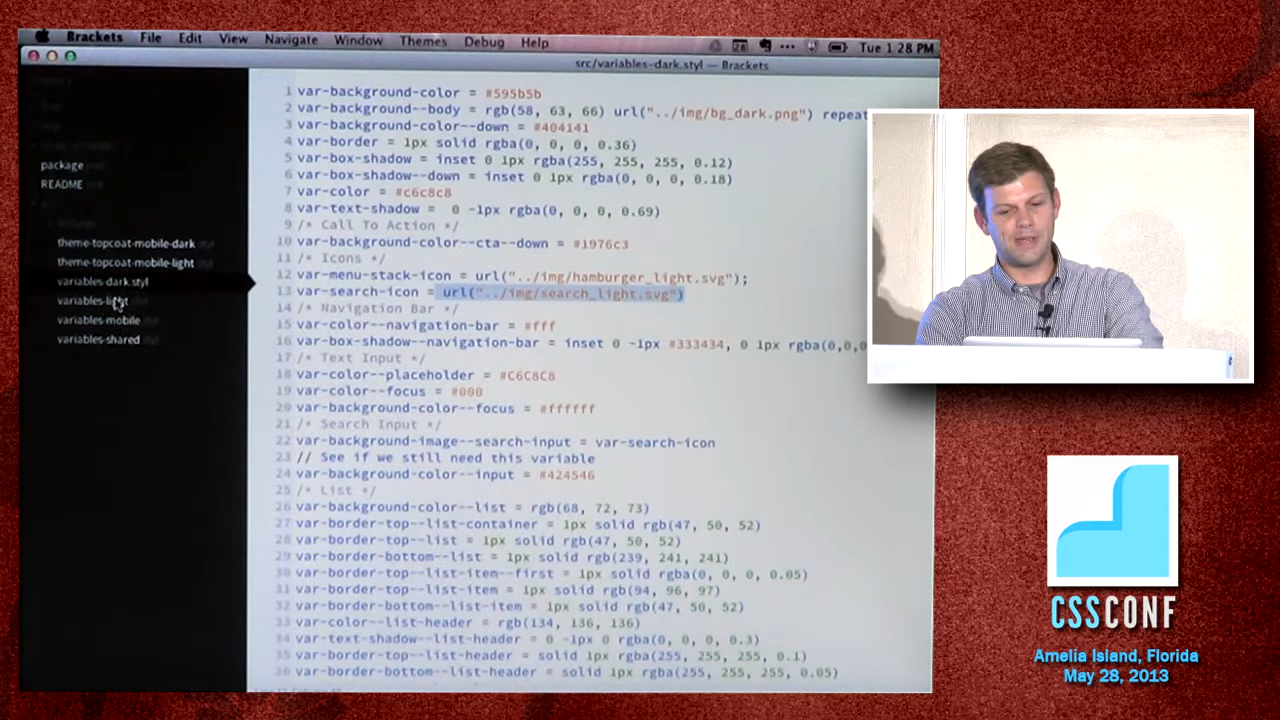 Brackets File Edit View Navigate Window Themes Debug Help Tue 1 28 PM
src/variables-dark.styl — Brackets
package
README
theme-topcoat-mobile-dark
theme-topcoat-mobile-light
variables-dark.styl
variables-light
variables-mobile
variables-shared
1 var-background-color = #595b5b
2 var-background--body = rgb(58, 63, 66) url("../img/bg_dark.png") repeat
3 var-background-color--down = #404141
4 var-border = 1px solid rgb(0, 0, 0, 0.36)
5 var-box-shadow = inset 0 1px rgba(255, 255, 255, 0.12)
6 var-box-shadow--down = inset 0 1px rgba(0, 0, 0, 0.18)
7 var-color = #c6c8c8
8 var-text-shadow = 0 -1px rgba(0, 0, 0, 0.69)
9 /* Call To Action */
10 var-background-color--cta--down = #1976c3
11 /* Icons */
12 var-menu-stack-icon = url("../img/hamburger_light.svg");
13 var-search-icon = url("../img/search_light.svg")
14 /* Navigation Bar */
15 var-color--navigation-bar = #fff
16 var-box-shadow--navigation-bar = inset 0 -1px #333434, 0 1px rgba(0,0,0
17 /* Text Input */
18 var-color--placeholder = #C6C8C8
19 var-color--focus = #000
20 var-background-color--focus = #ffffff
21 /* Search Input */
22 var-background-image--search-input = var-search-icon
23 // See if we still need this variable
24 var-background-color--input = #424546
25 /* List */
26 var-background-color--list = rgb(68, 72, 73)
27 var-border-top--list-container = 1px solid rgb(47, 50, 52)
28 var-border-top--list = 1px solid rgb(47, 50, 52)
29 var-border-bottom--list = 1px solid rgb(239, 241, 241)
30 var-border-top--list-item--first = 1px solid rgba(0, 0, 0, 0.05)
31 var-border-top--list-item = 1px solid rgb(94, 96, 97)
32 var-border-bottom--list-item = 1px solid rgb(47, 50, 52)
33 var-color--list-header = rgb(134, 136, 136)
34 var-text-shadow--list-header = 0 -1px 0 rgba(0, 0, 0, 0.3)
35 var-border-top--list-header = 1px solid rgba(255, 255, 255, 0.1)
36 var-border-bottom--list-header = 1px solid rgba(255, 255, 255, 0.05)
CSSCONF
Amelia Island, Florida
May 28, 2013